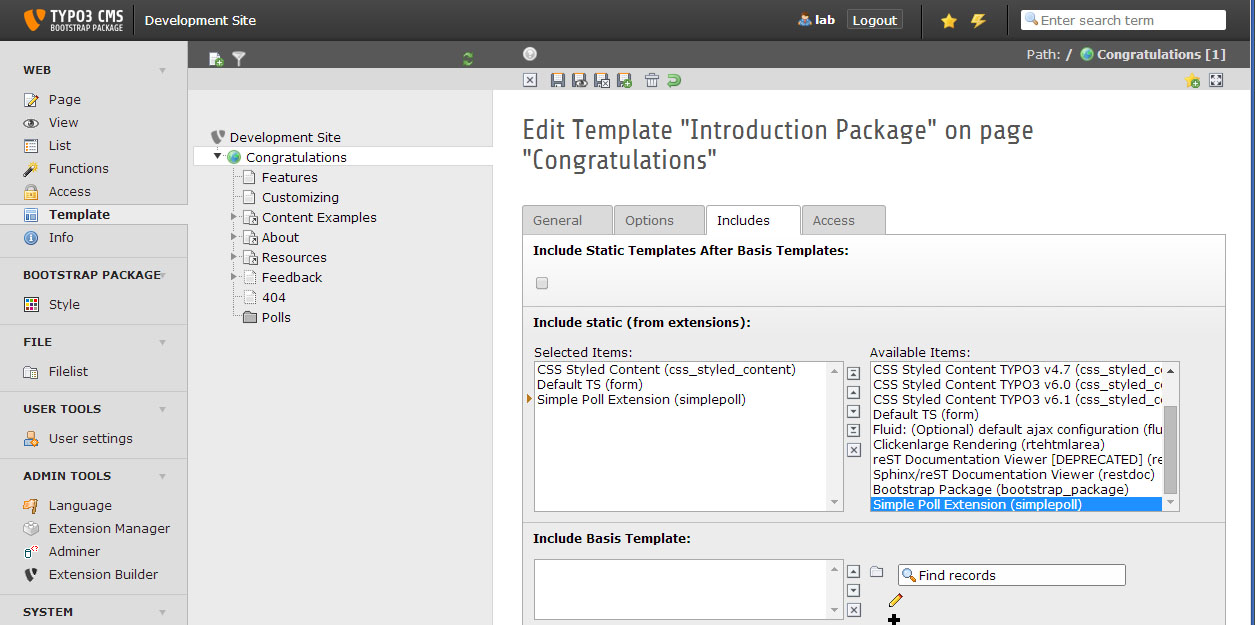 TYPO3 CMS
BOOTSTRAP PACKAGE
Development Site
lab
Logout
Enter search term
Path: / Congratulations [1]
WEB
Page
View
List
Functions
Access
Template
Info
BOOTSTRAP PACKAGE
Style
FILE
Filelist
USER TOOLS
User settings
ADMIN TOOLS
Language
Extension Manager
Adminer
Extension Builder
SYSTEM
Development Site
Congratulations
Features
Customizing
Content Examples
About
Resources
Feedback
404
Polls
Edit Template "Introduction Package" on page
"Congratulations"
General
Options
Includes
Access
Include Static Templates After Basis Templates:
Include static (from extensions):
Selected Items:
CSS Styled Content (css_styled_content)
Default TS (form)
Simple Poll Extension (simplepoll)
Available Items:
CSS Styled Content TYPO3 v4.7 (css_styled_co
CSS Styled Content TYPO3 v6.0 (css_styled_co
CSS Styled Content TYPO3 v6.1 (css_styled_co
Default TS (form)
Fluid: (Optional) default ajax configuration (flu
Clickenlarge Rendering (rtehtmlarea)
reST Documentation Viewer [DEPRECATED] (re
Sphinx/reST Documentation Viewer (restdoc)
Bootstrap Package (bootstrap_package)
Simple Poll Extension (simplepoll)
Include Basis Template:
Find records